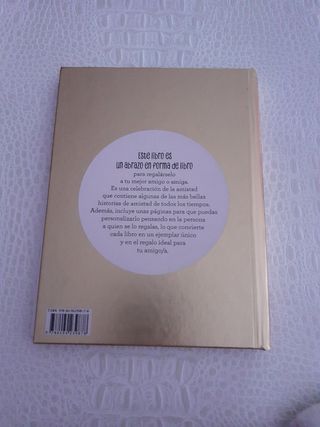 Este libro es
un abrazo en forma de libro
para regalárselo
a tu mejor amigo o amiga.
Es una celebración de la amistad
que contiene algunas de las más bellas
historias de amistad de todos los tiempos.
Además, incluye unas páginas para que puedas
personalizarlo pensando en la persona
a quien se lo regalas, lo que convierte
cada libro en un ejemplar único
y en el regalo ideal para
tu amigo/a.